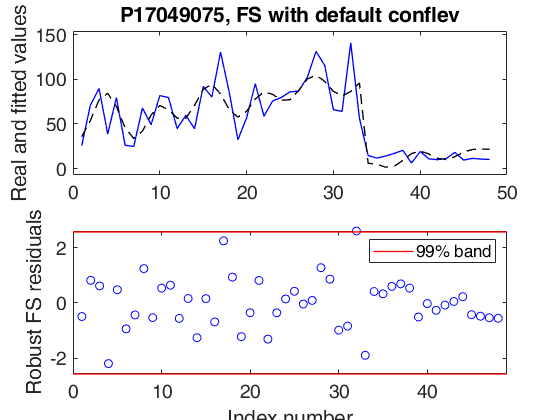 P17049075, FS with default conflev
Real and fitted values
150
100
50
0
0 10 20 30 40 50
Robust FS residuals
2
0
-2
99% band
0 10 20 30 40
Index number